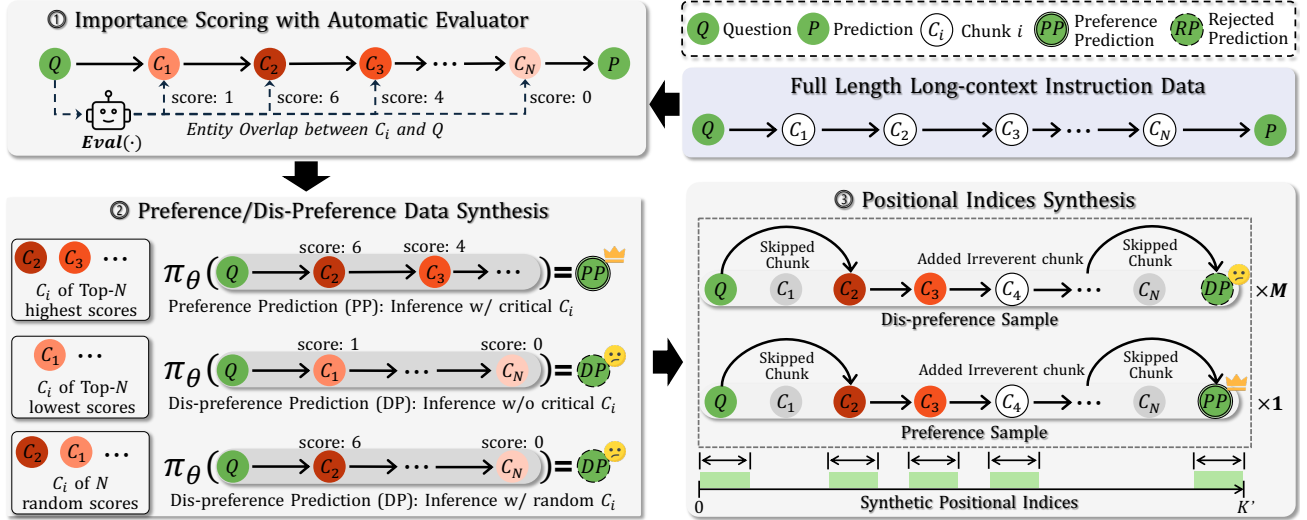 ① Importance Scoring with Automatic Evaluator
Q C1 C2 C3 ··· CN P
score: 1 score: 6 score: 4 score: 0
Eval(·)
Entity Overlap between Ci and Q
Q Question P Prediction Ci Chunk i PP Preference Prediction RP Rejected Prediction
Full Length Long-context Instruction Data
Q C1 C2 C3 ··· CN P
② Preference/Dis-Preference Data Synthesis
C2 C3 ···
Ci of Top-N
highest scores
score: 6 score: 4
πθ( Q C2 C3 ··· )= PP
Preference Prediction (PP): Inference w/ critical Ci
C1 ···
Ci of Top-N
lowest scores
score: 1 score: 0
πθ( Q C1 ··· CN )= DP
Dis-preference Prediction (DP): Inference w/o critical Ci
C2 C1 ···
Ci of N
random scores
score: 6 score: 0
πθ( Q C2 ··· CN )= DP
Dis-preference Prediction (DP): Inference w/ random Ci
③ Positional Indices Synthesis
Skipped
Chunk
Added Irreverent chunk
Skipped
Chunk
Q C1 C2 C3 C4 ··· CN DP ×M
Dis-preference Sample
Skipped
Chunk
Added Irreverent chunk
Skipped
Chunk
Q C1 C2 C3 C4 ··· CN PP ×1
Preference Sample
0 Synthetic Positional Indices K'